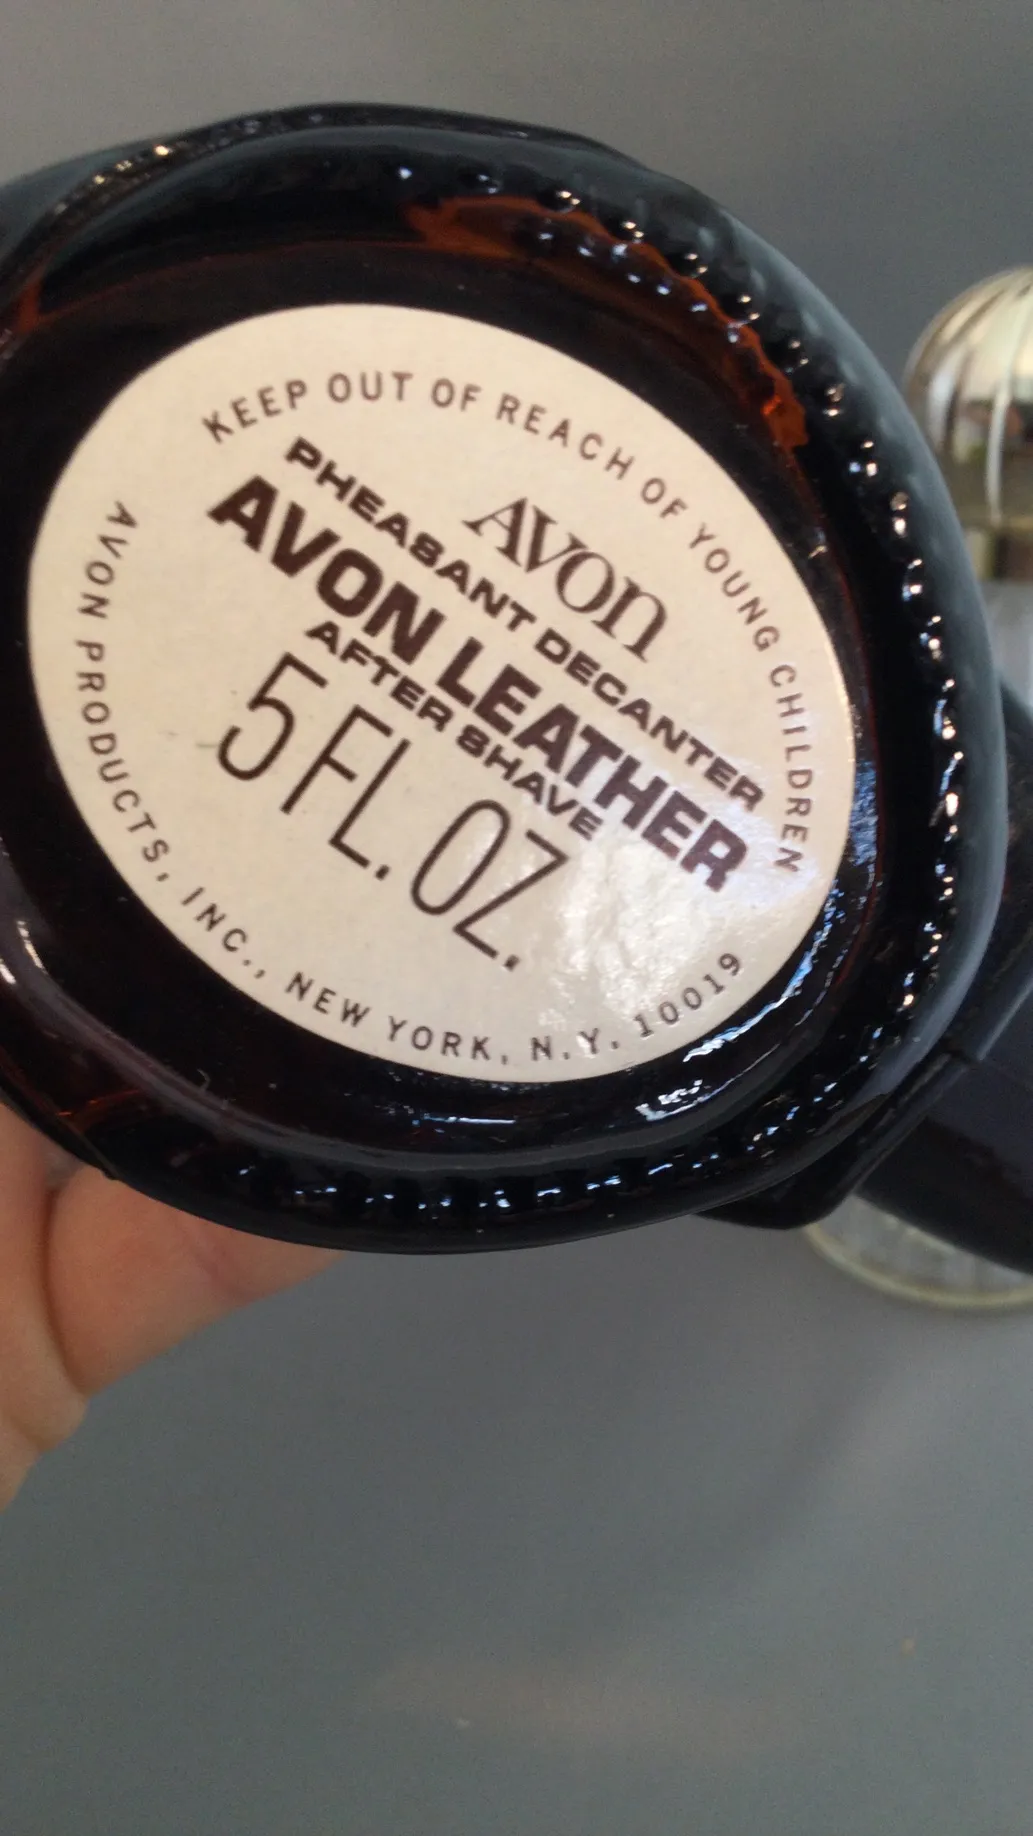 KEEP OUT OF REACH OF YOUNG CHILDREN
AVON
PHEASANT DECANTER
AVON LEATHER
AFTER SHAVE
5 FL. OZ.
AVON PRODUCTS, INC., NEW YORK, N.Y. 10019